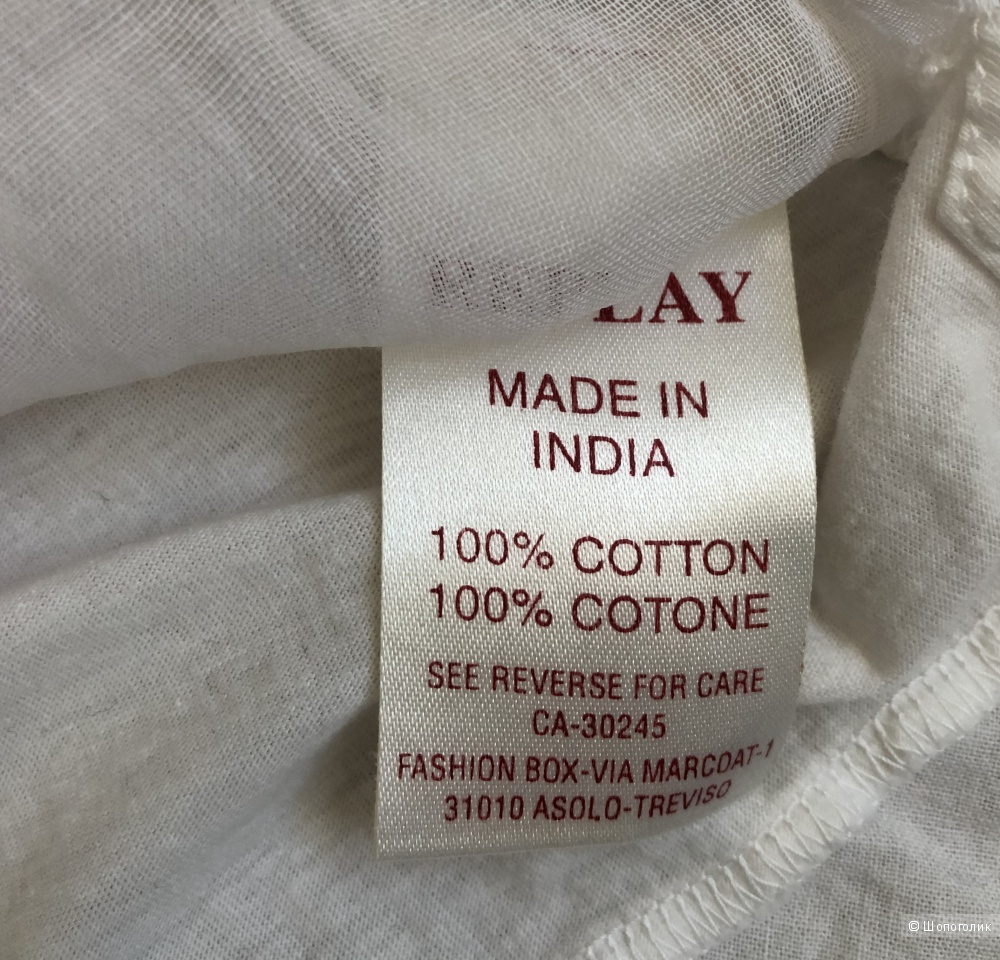 REPLAY
MADE IN
INDIA
100% COTTON
100% COTONE
SEE REVERSE FOR CARE
CA-30245
FASHION BOX-VIA MARCOAT-1
31010 ASOLO-TREVISO
© Шопоголик